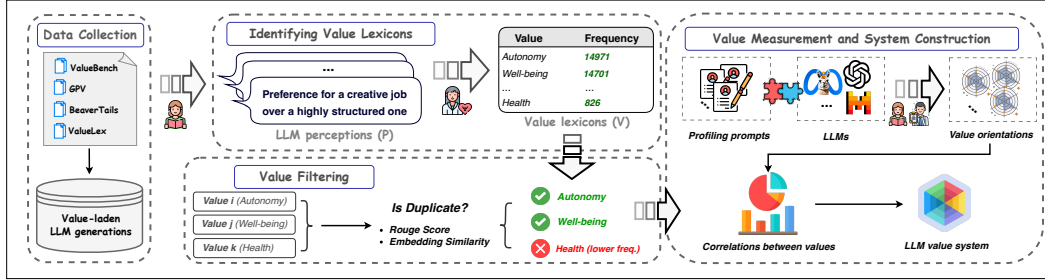 Data Collection
ValueBench
GPV
BeaverTails
ValueLex
Value-laden
LLM generations
Identifying Value Lexicons
...
Preference for a creative job
over a highly structured one
LLM perceptions (P)
Value Frequency
Autonomy 14971
Well-being 14701
... ...
Health 826
Value lexicons (V)
Value Filtering
Value i (Autonomy)
Value j (Well-being)
Value k (Health)
Is Duplicate?
• Rouge Score
• Embedding Similarity
Autonomy
Well-being
Health (lower freq.)
Value Measurement and System Construction
...
...
Profiling prompts
LLMs
Value orientations
Correlations between values
LLM value system